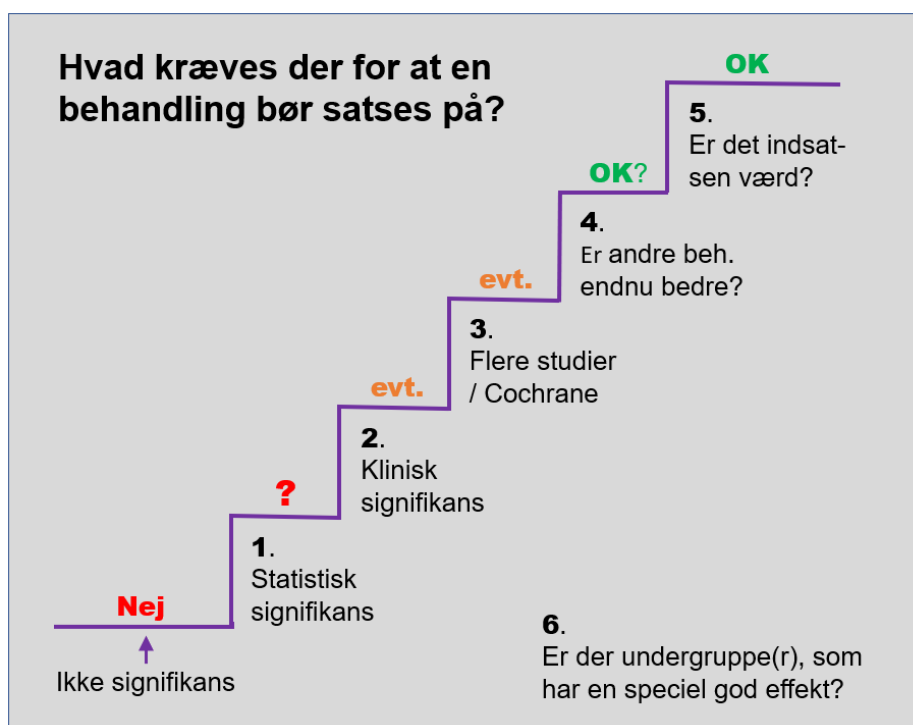 Hvad kræves der for at en
behandling bør satses på?
OK
5.
Er det indsat-
sen værd?
OK?
4.
Er andre beh.
endnu bedre?
evt.
3.
Flere studier
/ Cochrane
evt.
2.
Klinisk
signifikans
?
1.
Statistisk
signifikans
Nej
Ikke signifikans
6.
Er der undergruppe(r), som
har en speciel god effekt?